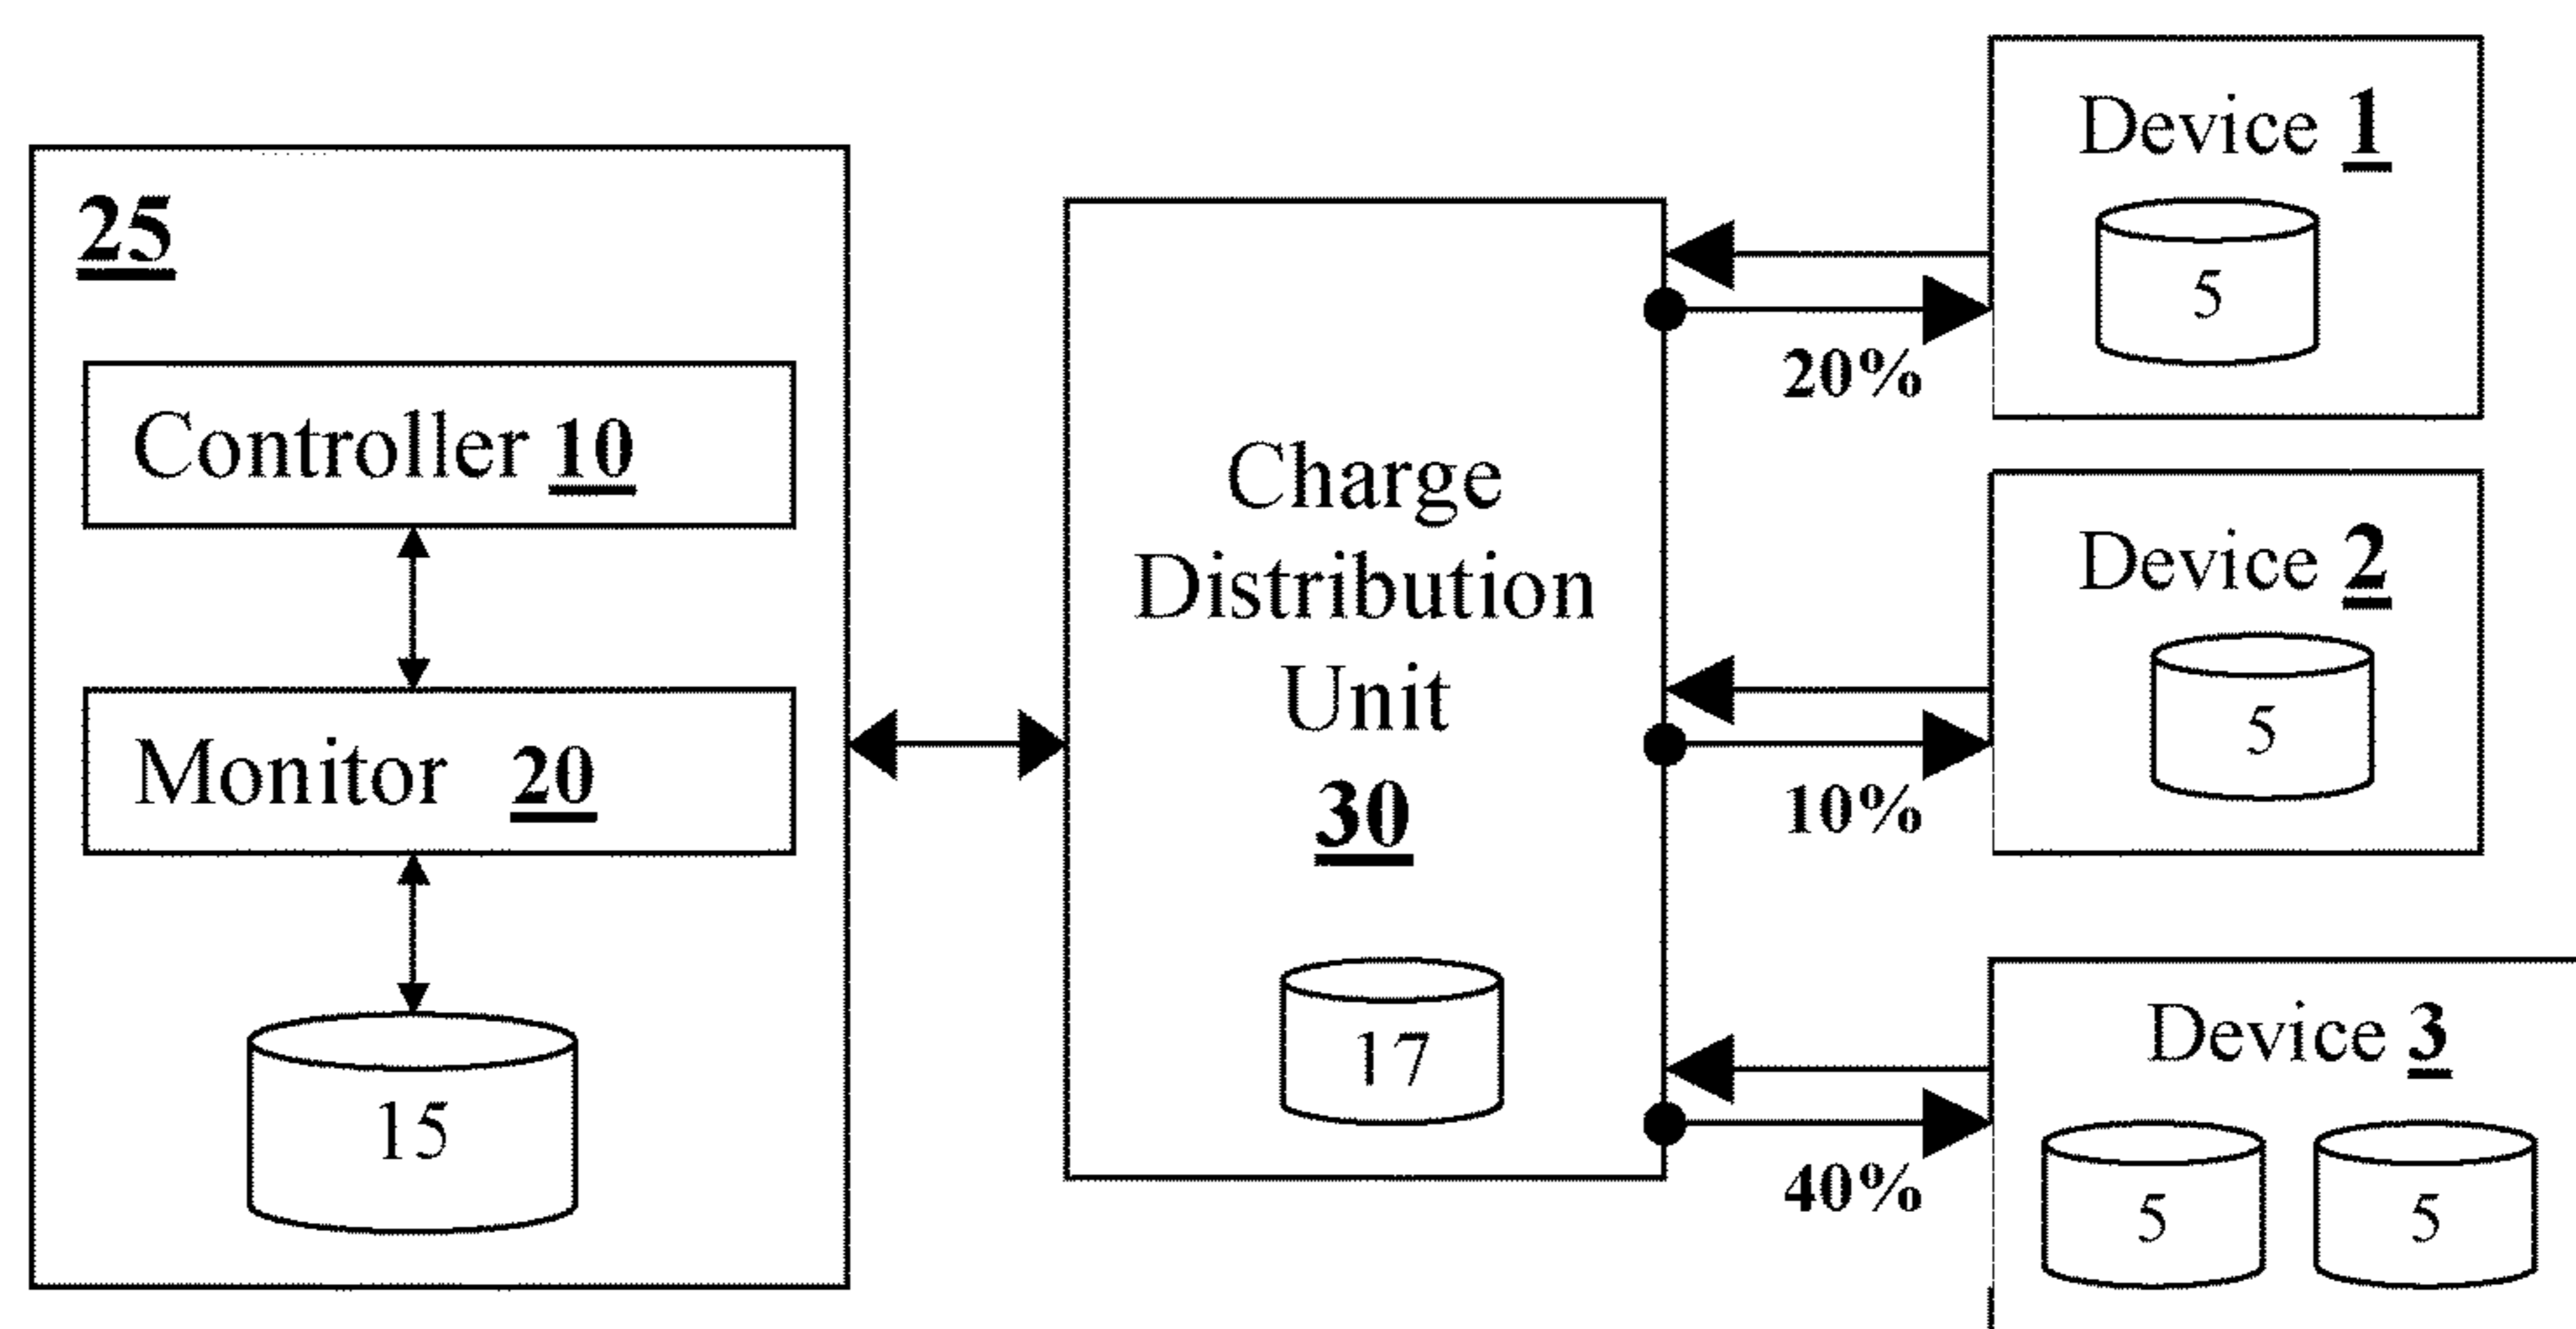 25
Controller 10
Monitor 20
15
Charge
Distribution
Unit
30
17
20%
10%
40%
Device 1
5
Device 2
5
Device 3
5 5